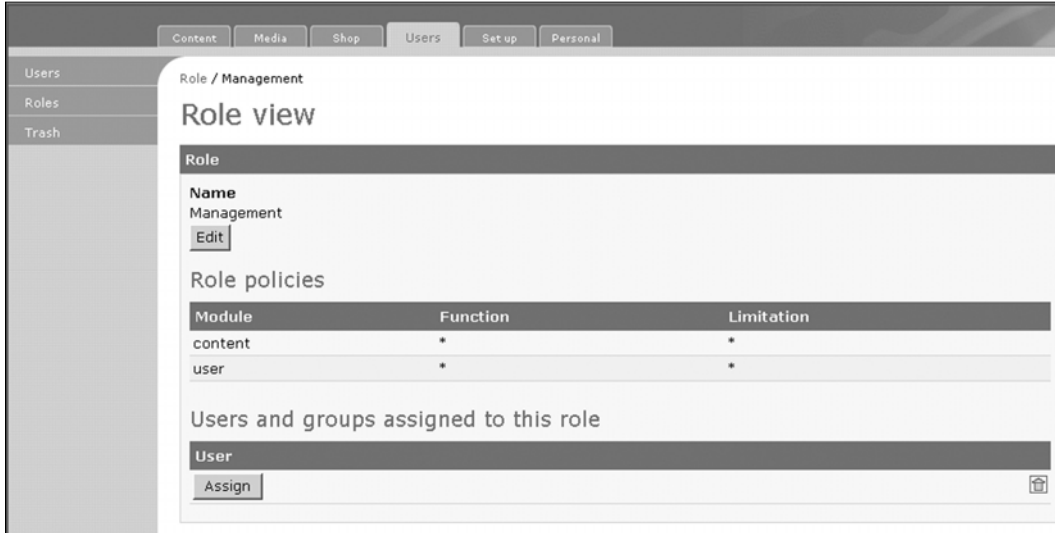 Content Media Shop Users Set up Personal
Users
Roles
Trash
Role / Management
Role view
Role
Name
Management
Edit
Role policies
Module Function Limitation
content * *
user * *
Users and groups assigned to this role
User
Assign